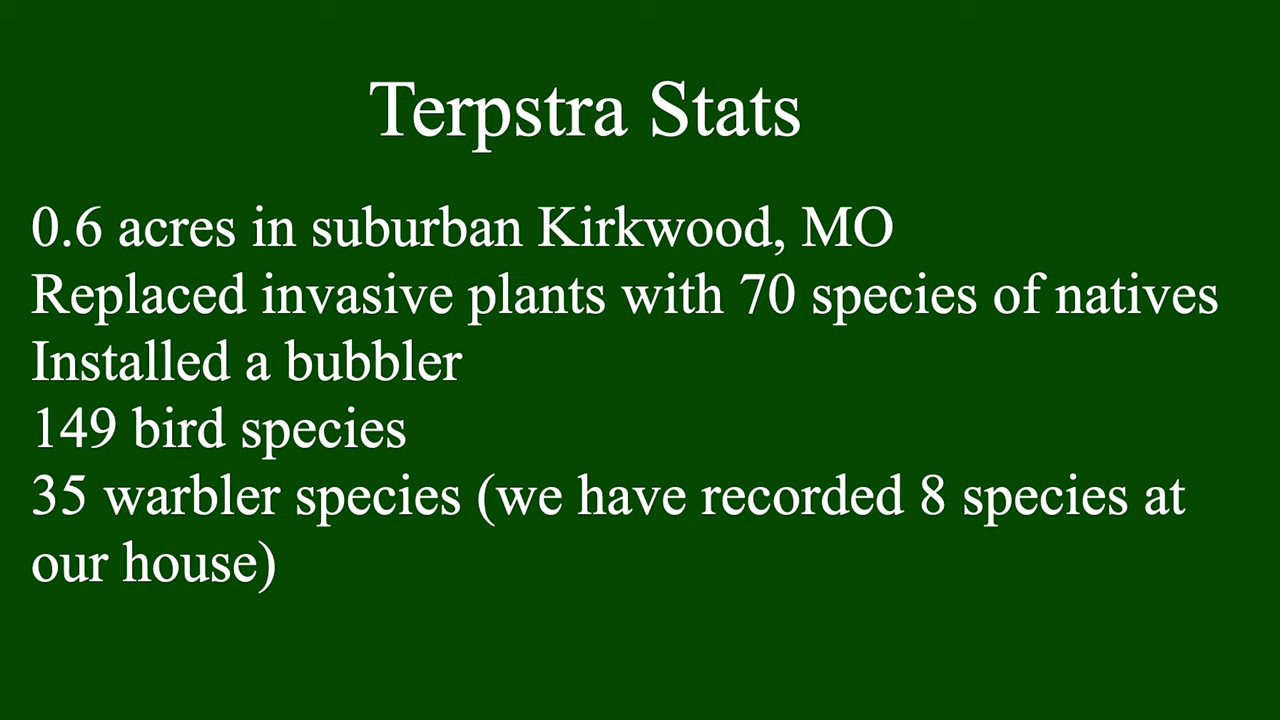 Terpstra Stats
0.6 acres in suburban Kirkwood, MO
Replaced invasive plants with 70 species of natives
Installed a bubbler
149 bird species
35 warbler species (we have recorded 8 species at
our house)